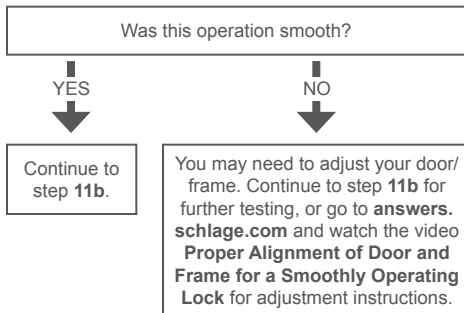 Was this operation smooth?
YES
NO
Continue to
step 11b.
You may need to adjust your door/
frame. Continue to step 11b for
further testing, or go to answers.
schlage.com and watch the video
Proper Alignment of Door and
Frame for a Smoothly Operating
Lock for adjustment instructions.